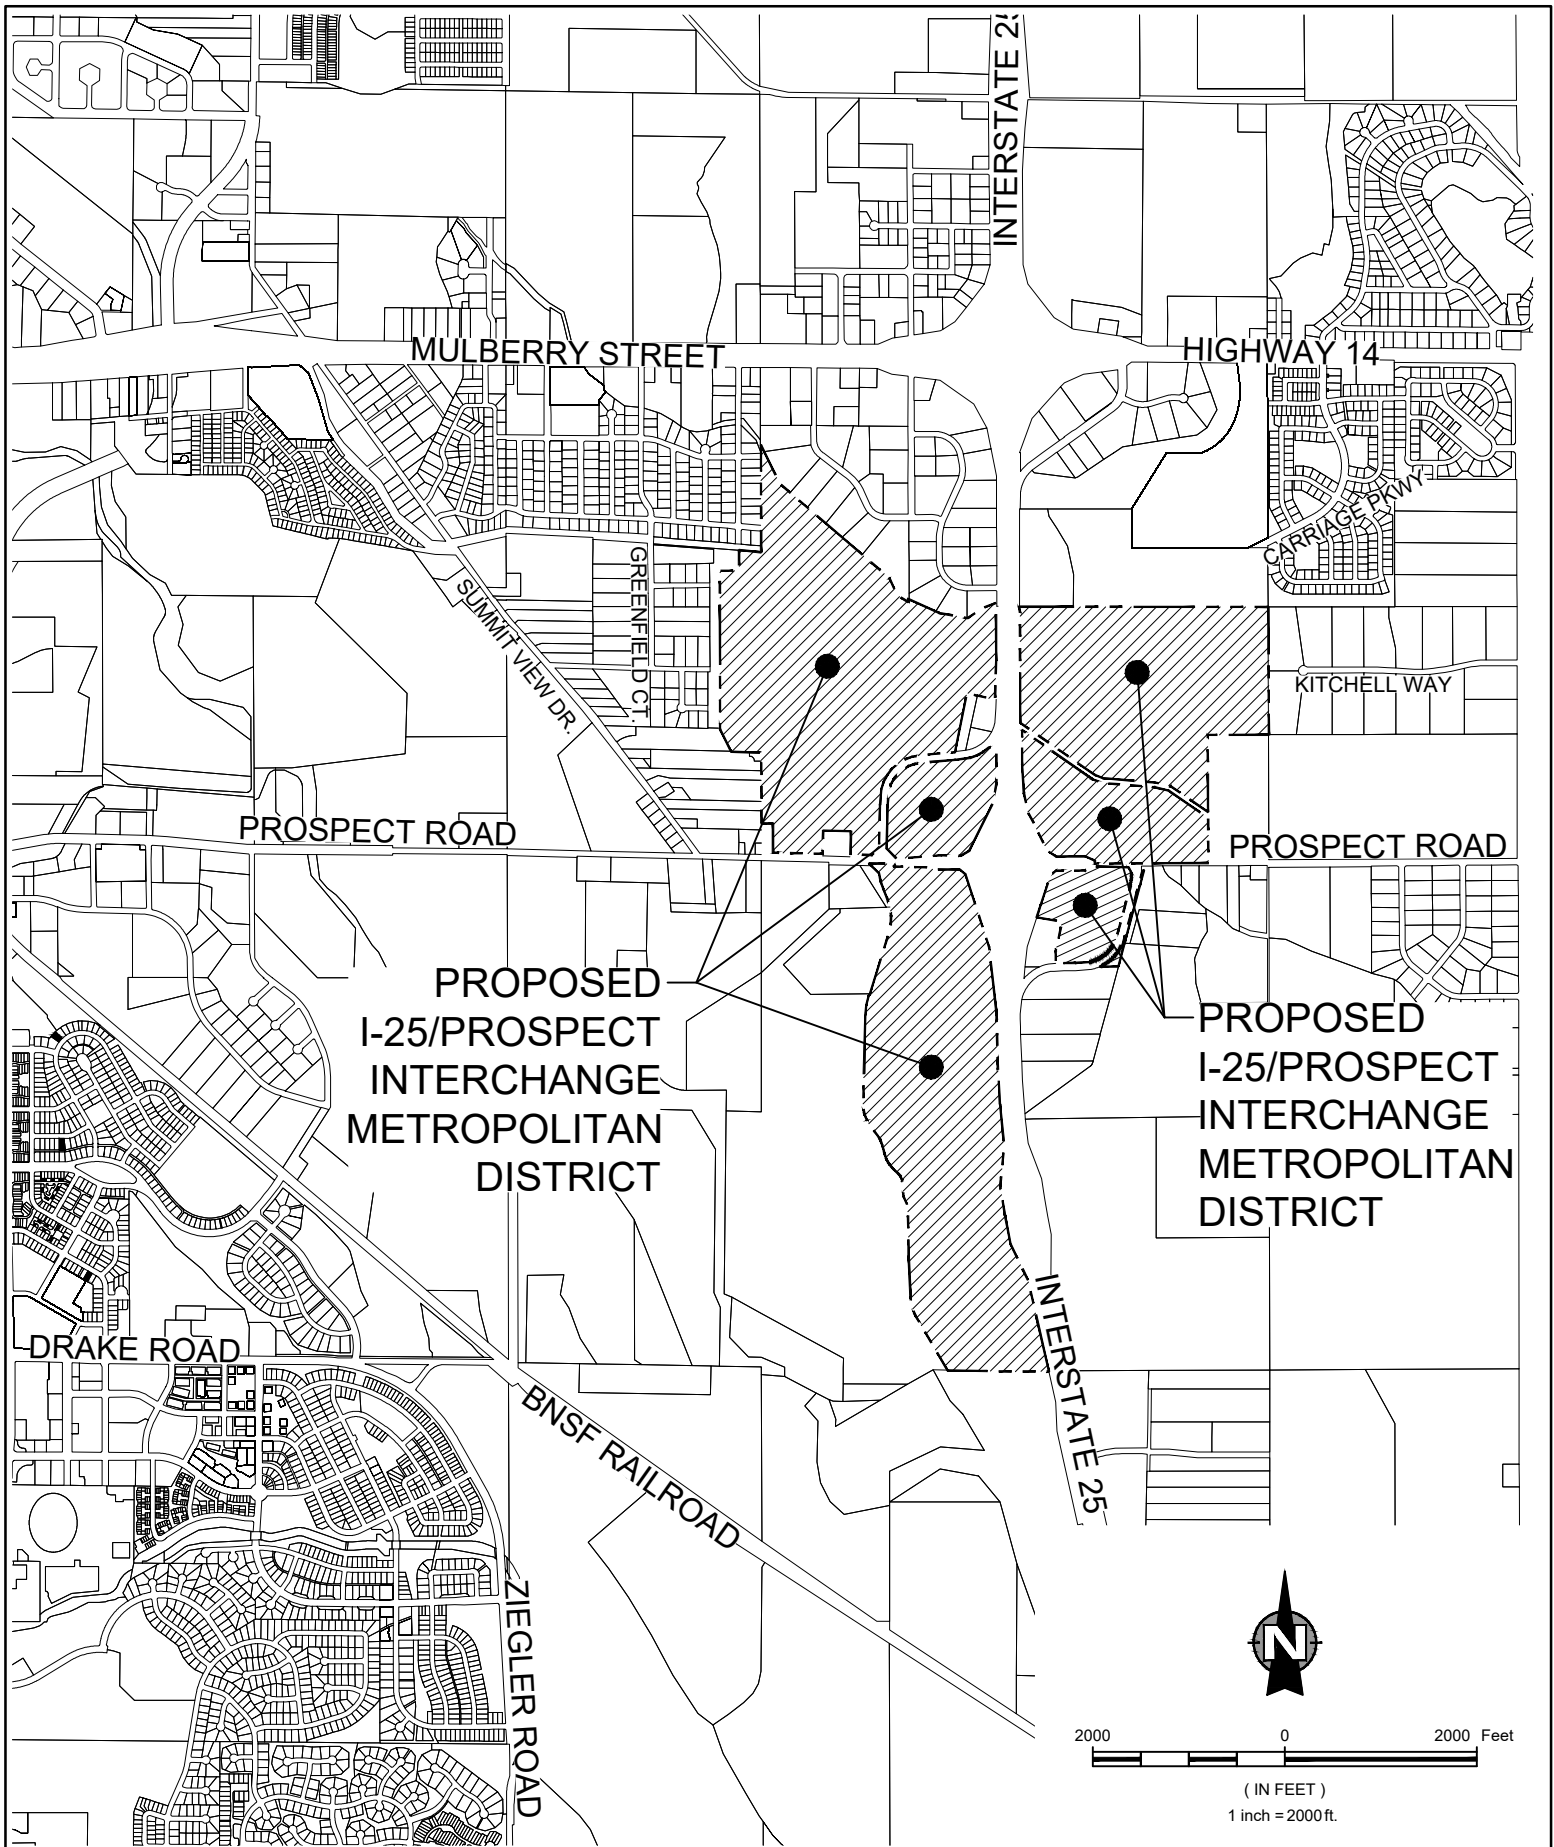 INTERSTATE 25
MULBERRY STREET
HIGHWAY 14
CARRIAGE PKWY
GREENFIELD CT.
SUMMIT VIEW DR.
KITCHELL WAY
PROSPECT ROAD
PROSPECT ROAD
PROPOSED
I-25/PROSPECT
INTERCHANGE
METROPOLITAN
DISTRICT
PROPOSED
I-25/PROSPECT
INTERCHANGE
METROPOLITAN
DISTRICT
INTERSTATE 25
DRAKE ROAD
BNSF RAILROAD
ZIEGLER ROAD
N
2000 0 2000 Feet
( IN FEET )
1 inch = 2000 ft.